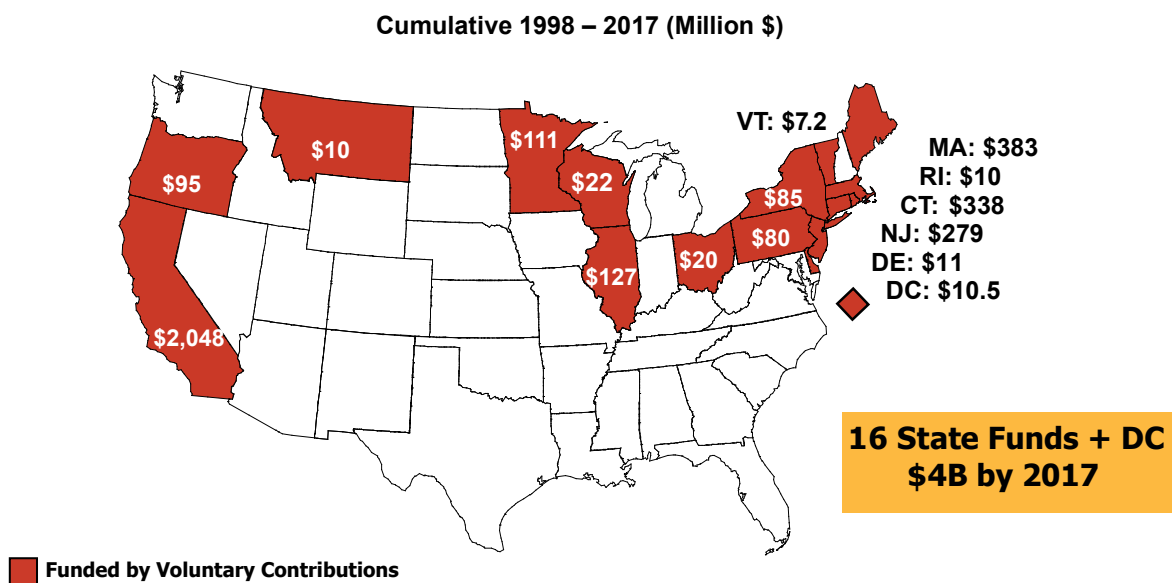 Cumulative 1998 – 2017 (Million $)
VT: $7.2
$10
$111
MA: $383
$95
$22
RI: $10
$85
CT: $338
$80
NJ: $279
$20
DE: $11
$127
DC: $10.5
$2,048
16 State Funds + DC
$4B by 2017
Funded by Voluntary Contributions